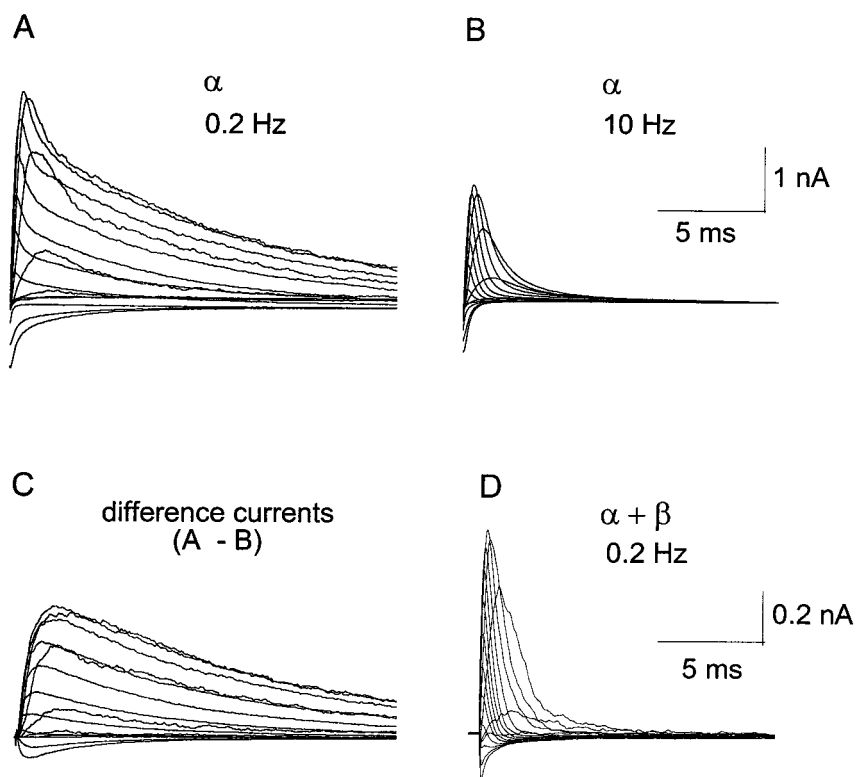 A
α
0.2 Hz
B
α
10 Hz
1 nA
5 ms
C
difference currents
(A - B)
D
α + β
0.2 Hz
0.2 nA
5 ms